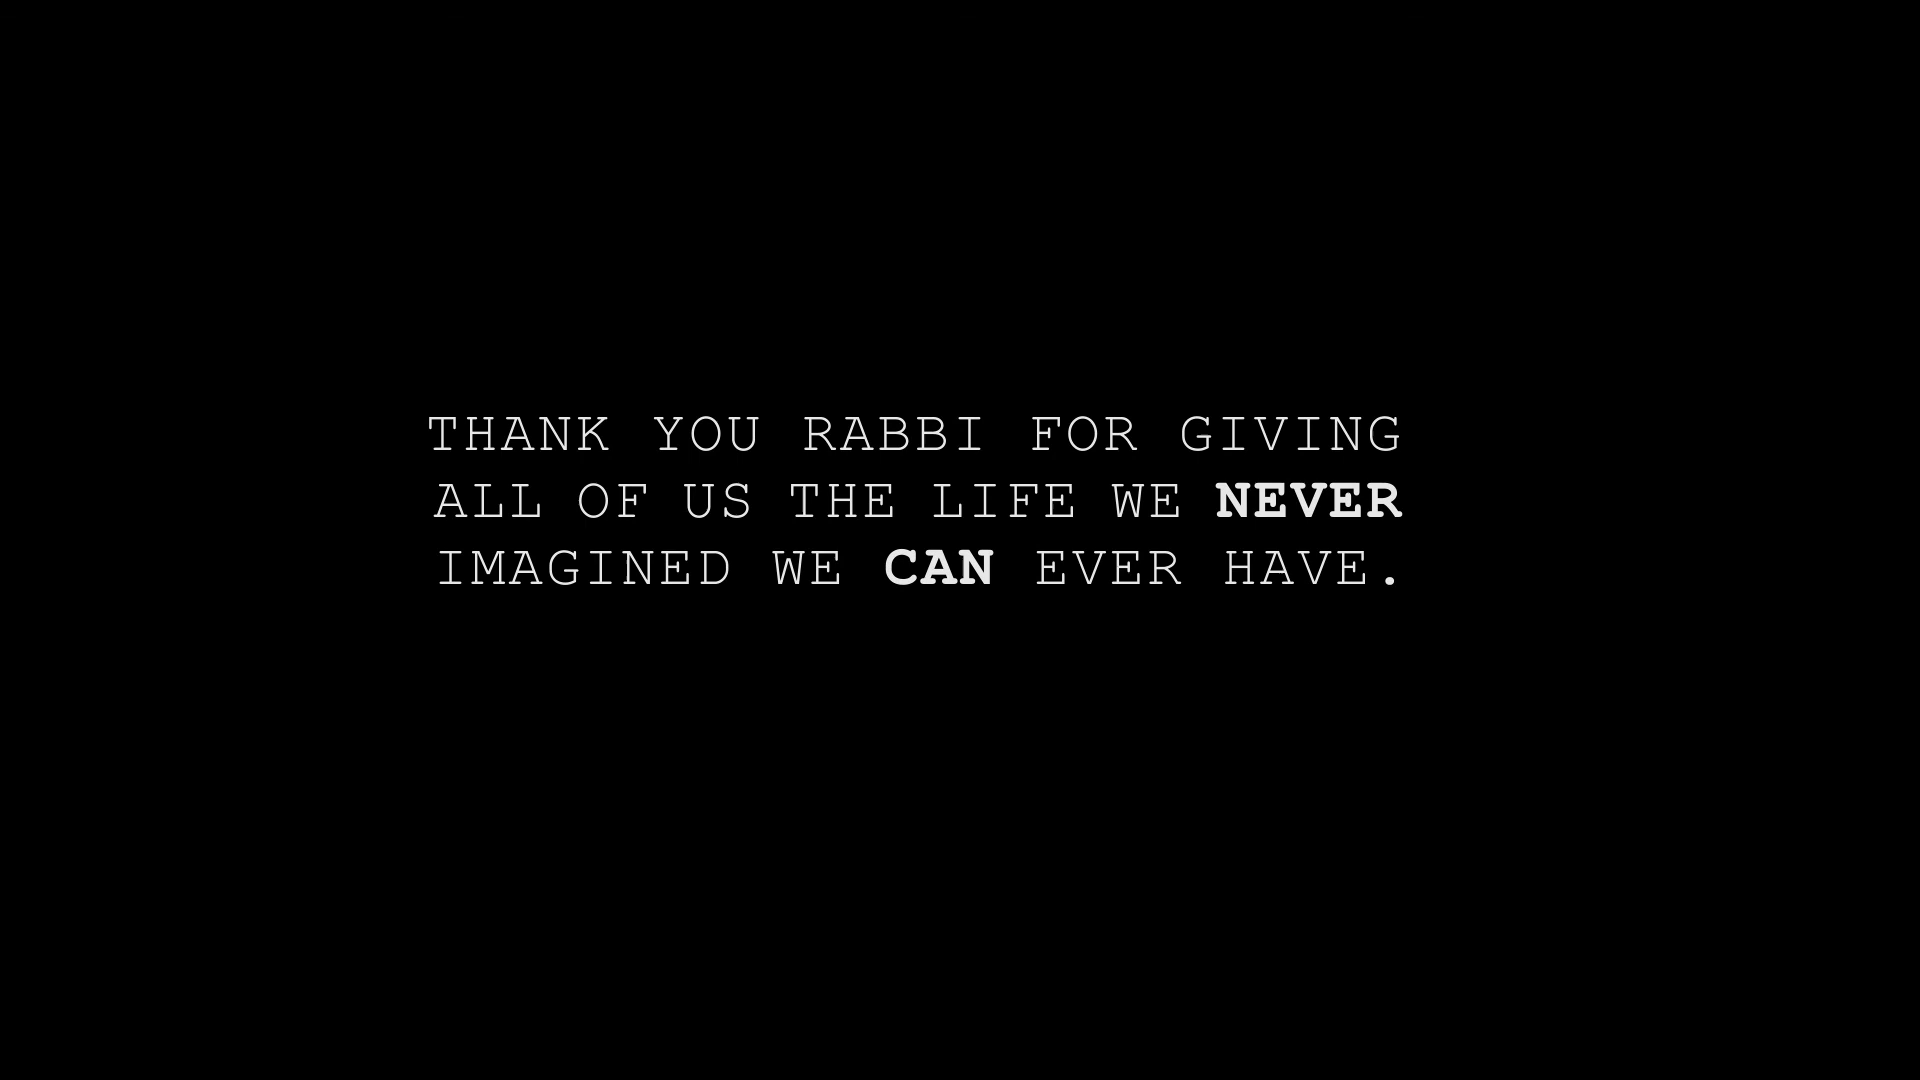 THANK YOU RABBI FOR GIVING
ALL OF US THE LIFE WE NEVER
IMAGINED WE CAN EVER HAVE.